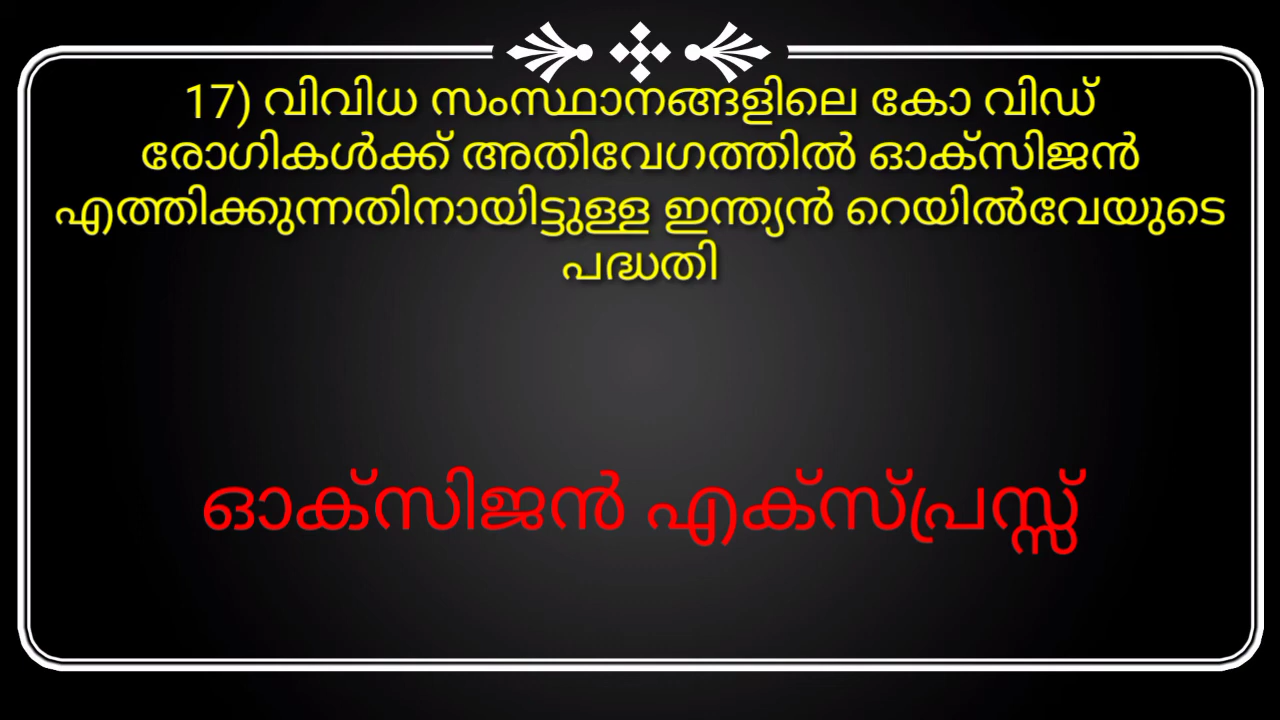 17) വിവിധ സംസ്ഥാനങ്ങളിലെ കോ വിഡ്
രോഗികൾക്ക് അതിവേഗത്തിൽ ഓക്സിജൻ
എത്തിക്കുന്നതിനായിട്ടുള്ള ഇന്ത്യൻ റെയിൽവേയുടെ
പദ്ധതി
ഓക്സിജൻ എക്സ്പ്രസ്സ്